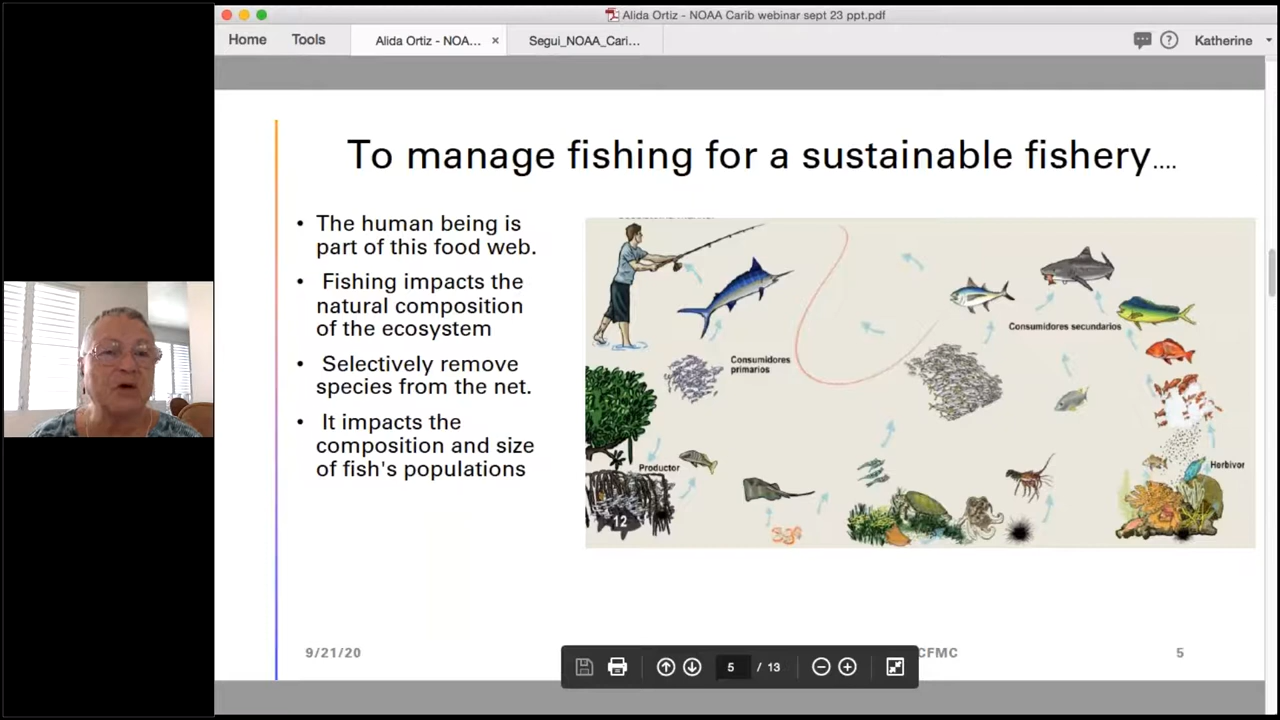 Alida Ortiz - NOAA Carib webinar sept 23 ppt.pdf
Home
Tools
Alida Ortiz - NOA...
×
Segui_NOAA_Cari...
Katherine
To manage fishing for a sustainable fishery....
• The human being is
part of this food web.
• Fishing impacts the
natural composition
of the ecosystem
• Selectively remove
species from the net.
• It impacts the
composition and size
of fish's populations
Consumidores secundarios
Consumidores
primarios
Productor
Herbivor
12
9/21/20
CFMC
5
5 / 13